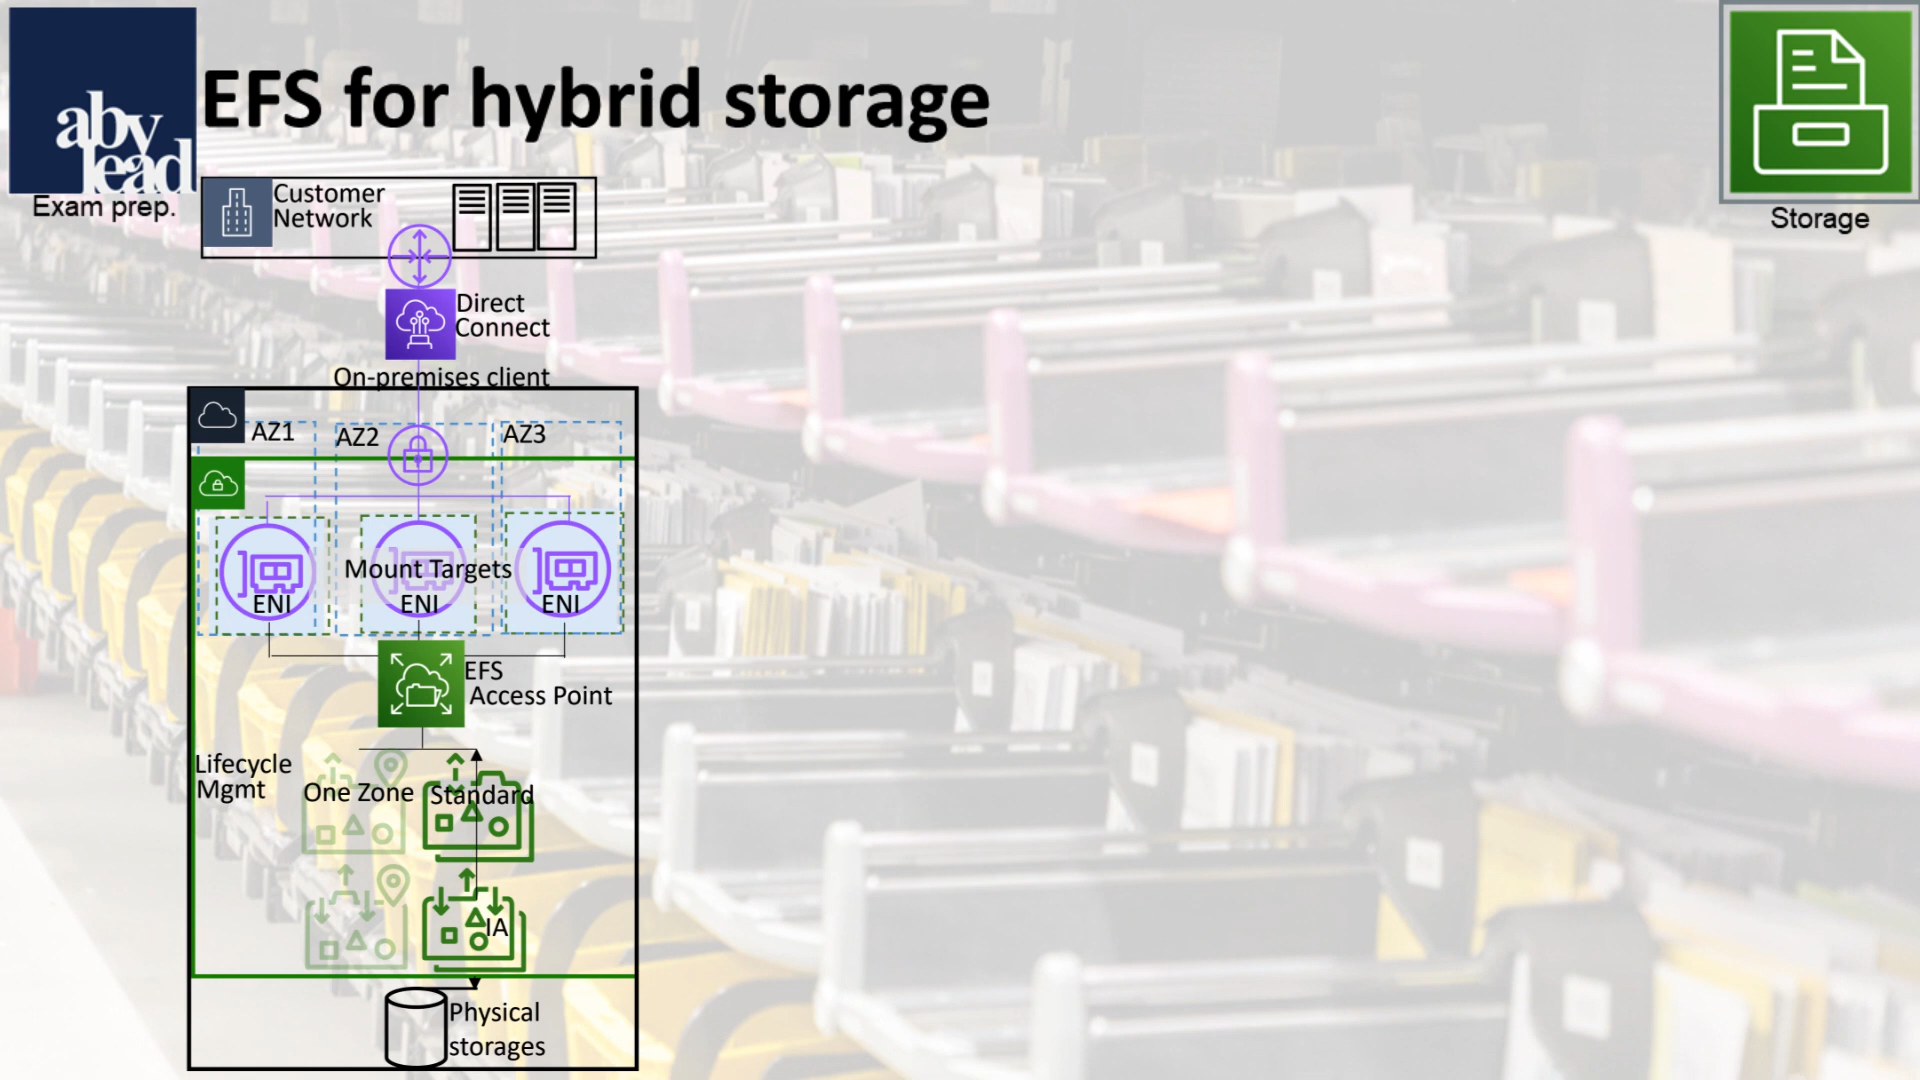 aby
lead
Exam prep.
EFS for hybrid storage
Storage
Customer
Network
Direct
Connect
On-premises client
AZ1
AZ2
AZ3
Mount Targets
ENI
ENI
ENI
EFS
Access Point
Lifecycle
Mgmt
One Zone
Standard
IA
Physical
storages